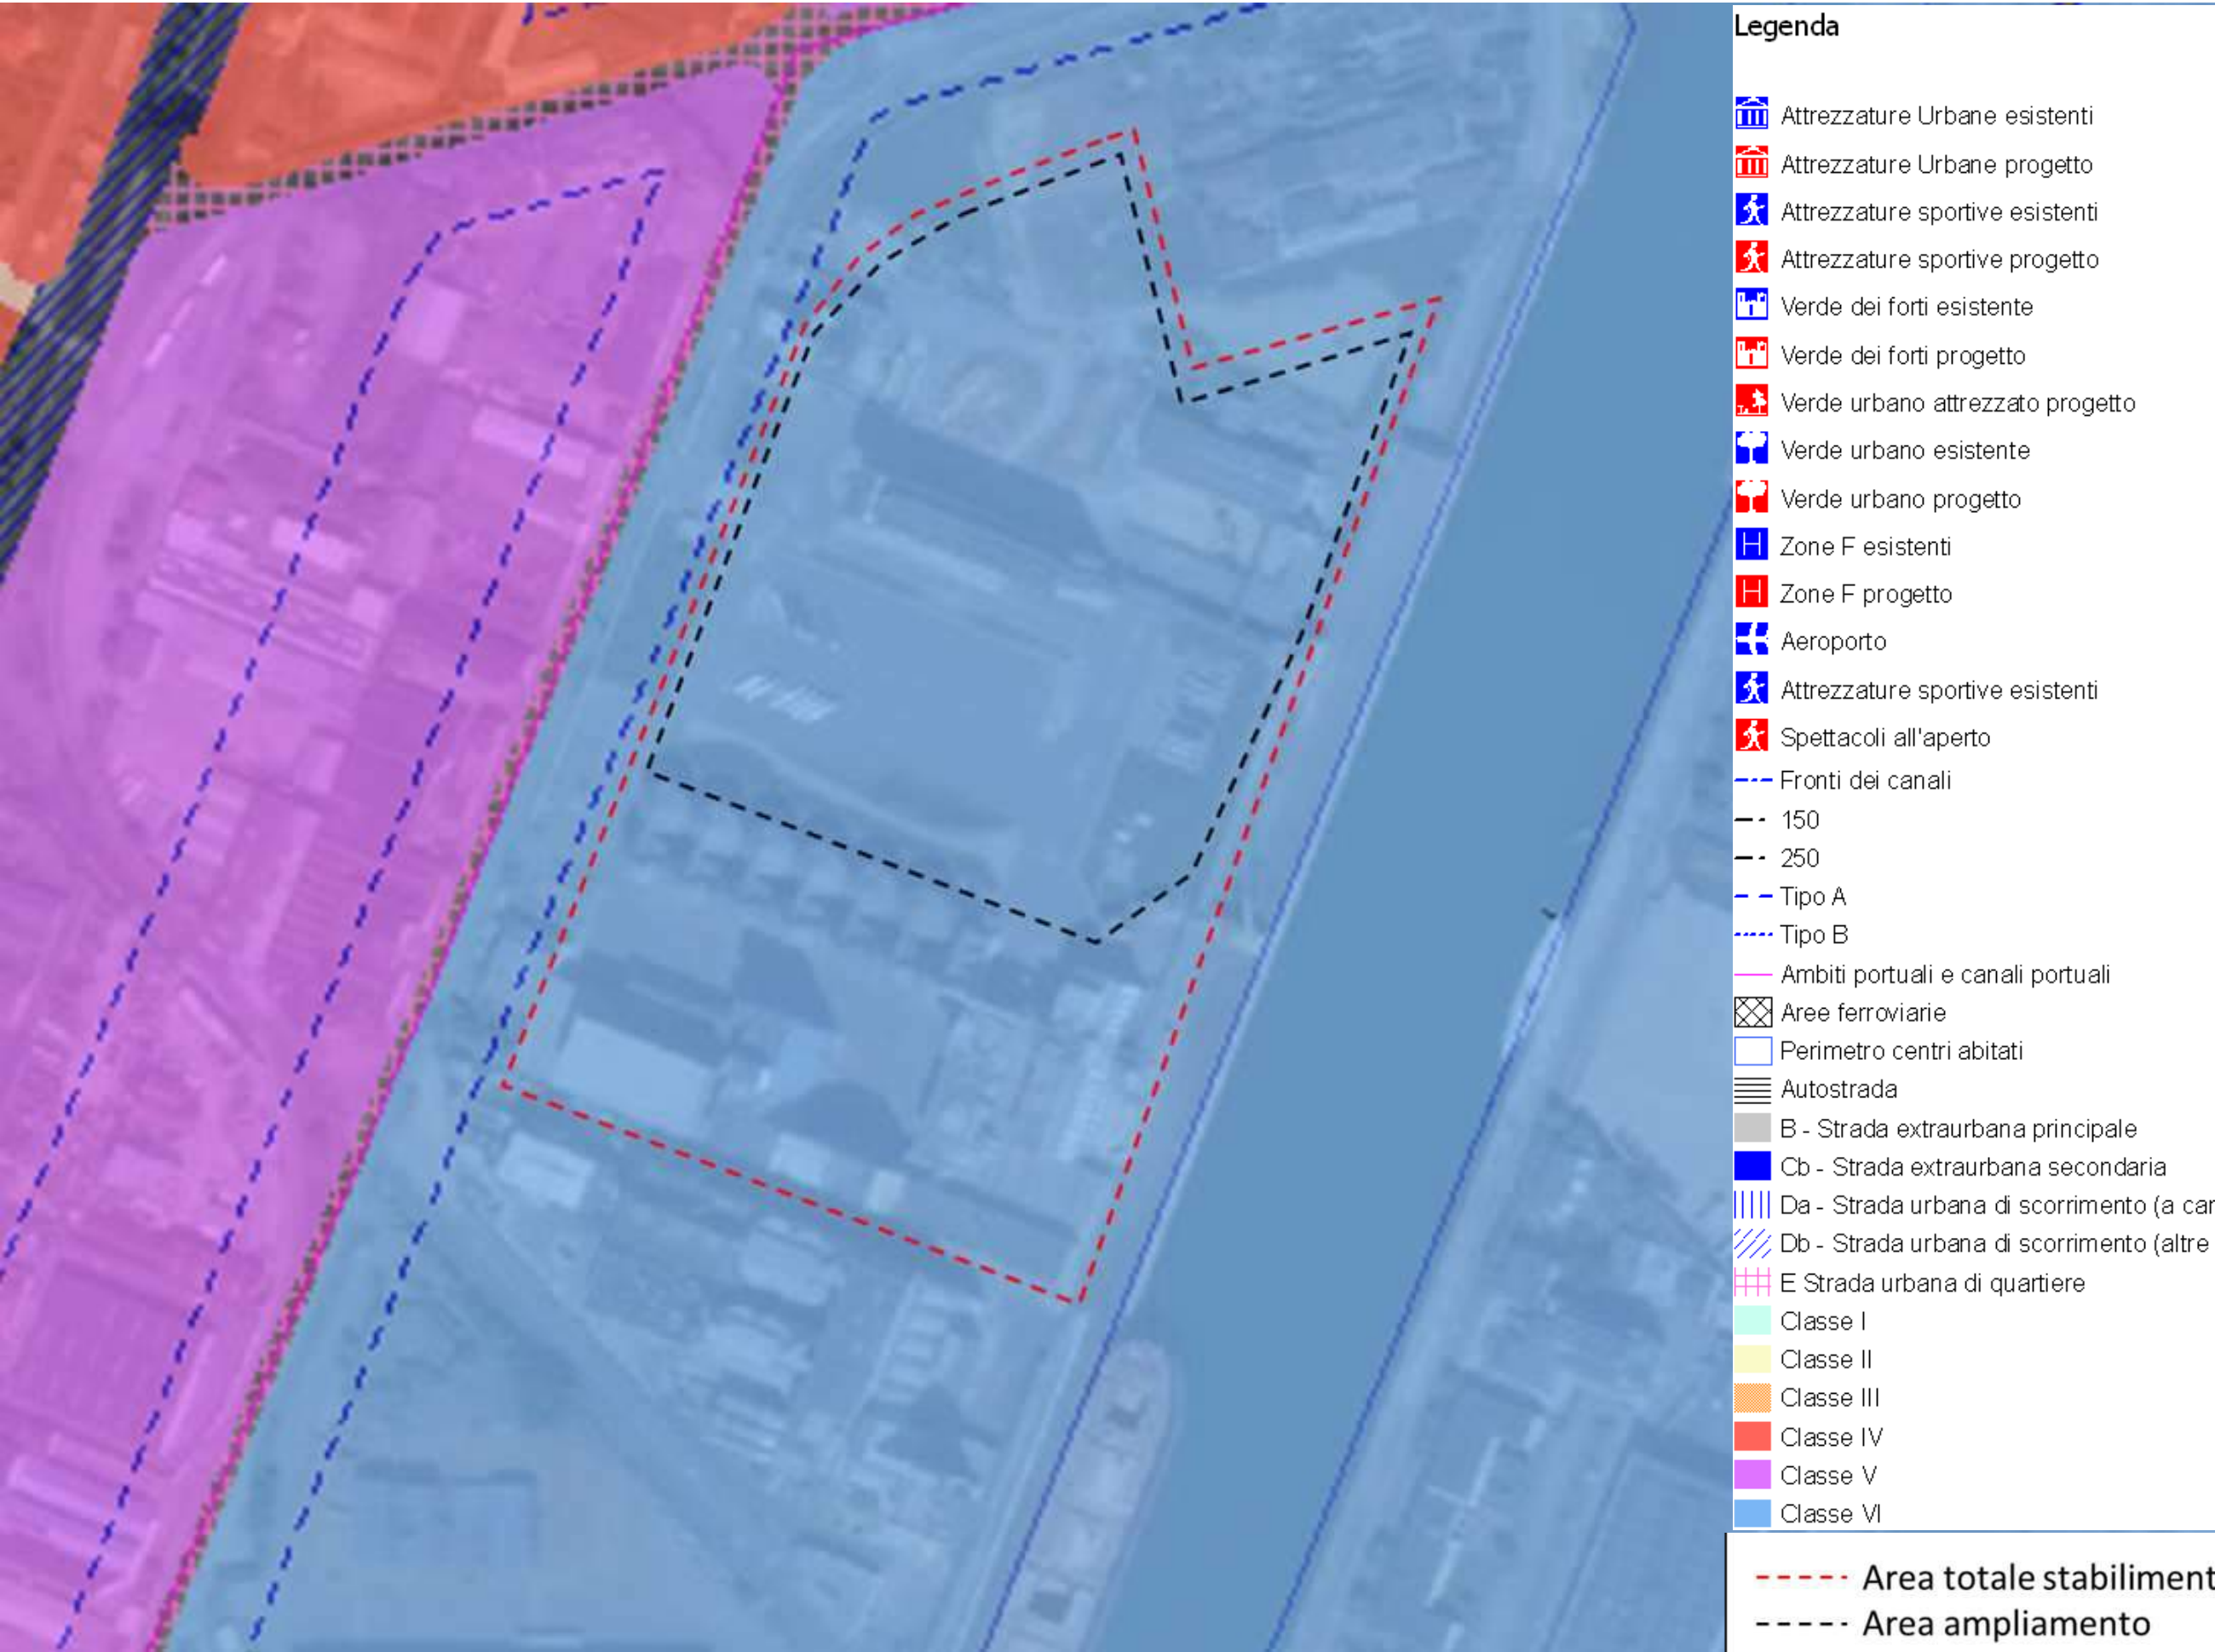 Legenda
Attrezzature Urbane esistenti
Attrezzature Urbane progetto
Attrezzature sportive esistenti
Attrezzature sportive progetto
Verde dei forti esistente
Verde dei forti progetto
Verde urbano attrezzato progetto
Verde urbano esistente
Verde urbano progetto
H Zone F esistenti
H Zone F progetto
Aeroporto
Attrezzature sportive esistenti
Spettacoli all'aperto
Fronti dei canali
150
250
Tipo A
Tipo B
Ambiti portuali e canali portuali
Aree ferroviarie
Perimetro centri abitati
Autostrada
B - Strada extraurbana principale
Cb - Strada extraurbana secondaria
Da - Strada urbana di scorrimento (a car
Db - Strada urbana di scorrimento (altre
E Strada urbana di quartiere
Classe I
Classe II
Classe III
Classe IV
Classe V
Classe VI
Area totale stabiliment
Area ampliamento